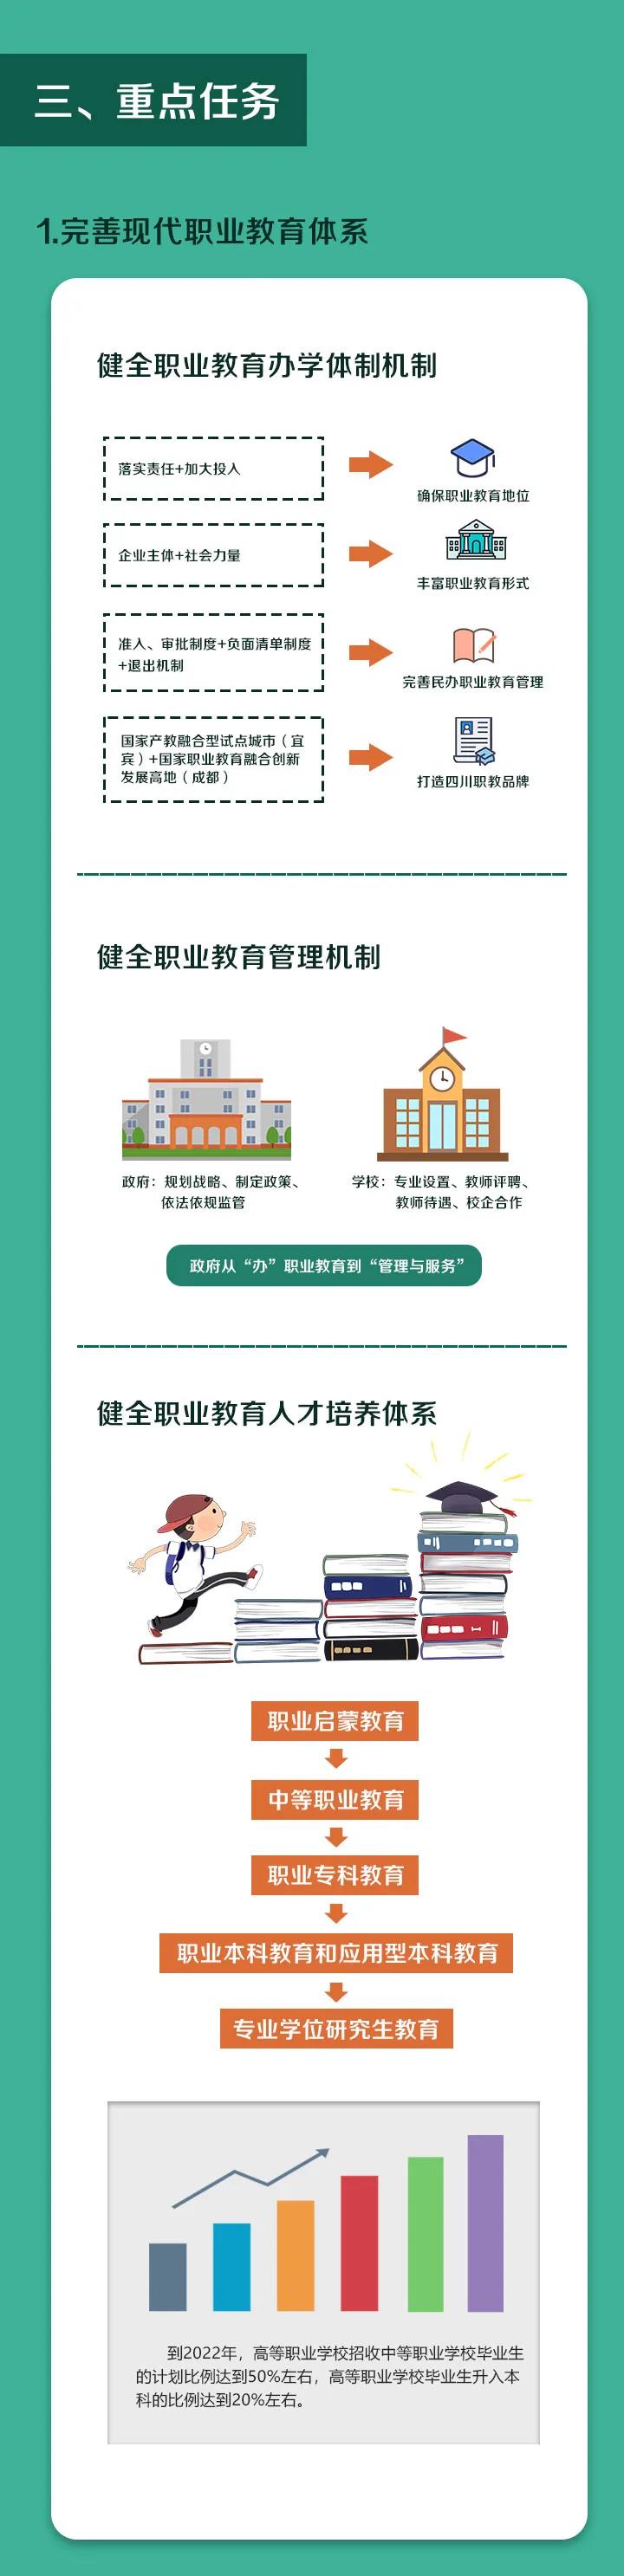 三、重点任务
1.完善现代职业教育体系
健全职业教育办学体制机制
落实责任+加大投入
确保职业教育地位
企业主体+社会力量
丰富职业教育形式
准入、审批制度+负面清单制度
+退出机制
完善民办职业教育管理
国家产教融合型试点城市（宜
宾）+国家职业教育融合创新
发展高地（成都）
打造四川职教品牌
健全职业教育管理机制
政府：规划战略、制定政策、
依法依规监管
学校：专业设置、教师评聘、
教师待遇、校企合作
政府从“办”职业教育到“管理与服务”
健全职业教育人才培养体系
职业启蒙教育
中等职业教育
职业专科教育
职业本科教育和应用型本科教育
专业学位研究生教育
到2022年，高等职业学校招收中等职业学校毕业生
的计划比例达到50%左右，高等职业学校毕业生升入本
科的比例达到20%左右。